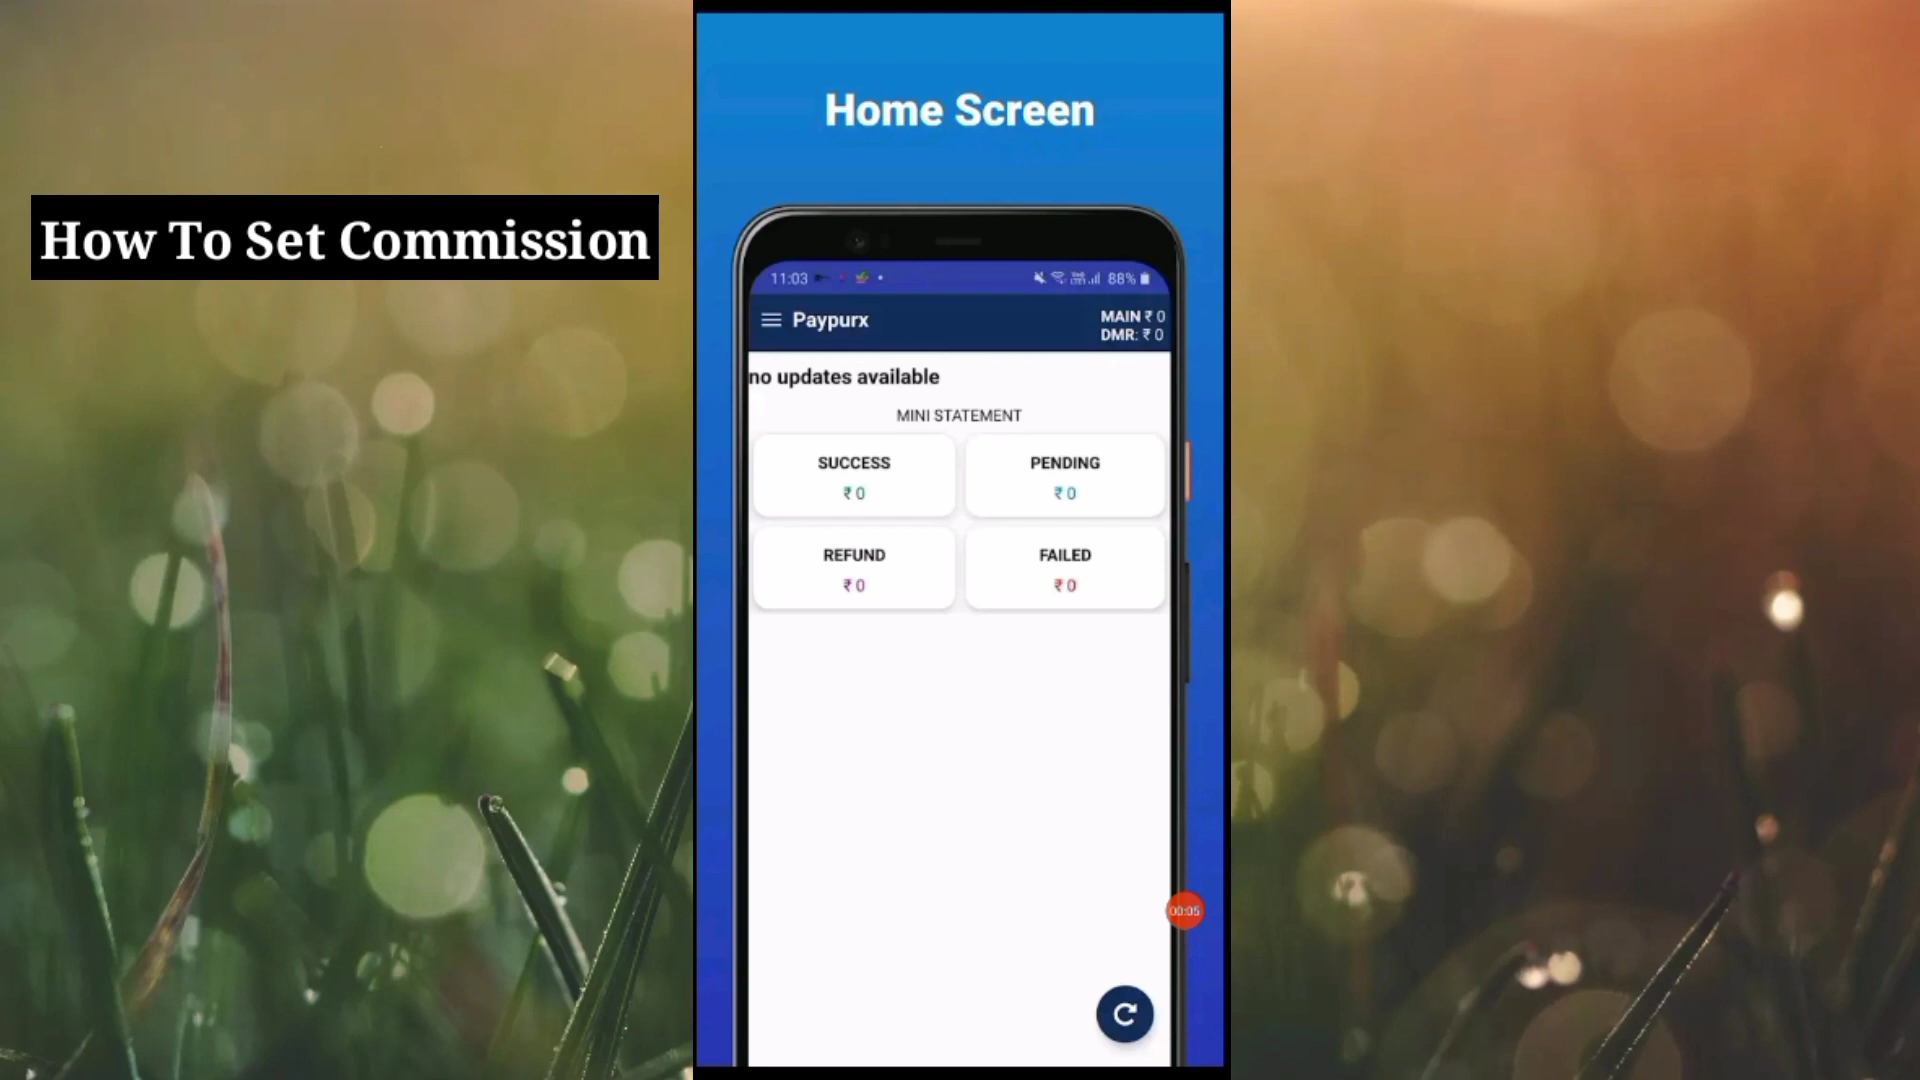 How To Set Commission
Home Screen
11:03
88%
Paypurx
MAIN ₹ 0
DMR: ₹ 0
no updates available
MINI STATEMENT
SUCCESS
₹ 0
PENDING
₹ 0
REFUND
₹ 0
FAILED
₹ 0
00:05